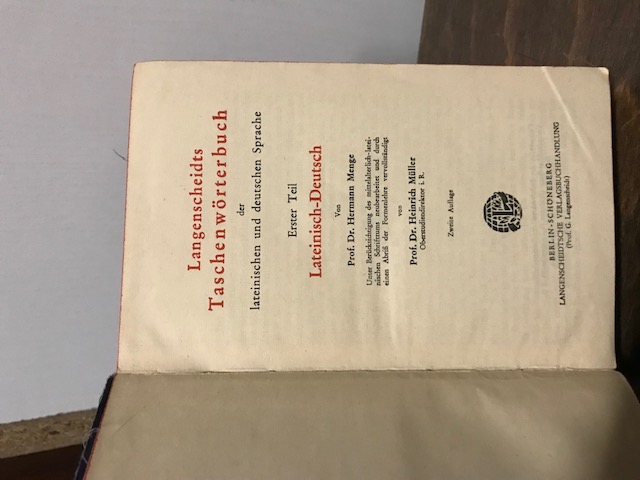 Langenscheidts
Taschenwörterbuch
der
lateinischen und deutschen Sprache
Erster Teil
Lateinisch-Deutsch
Von
Prof. Dr. Hermann Menge
Unter Berücksichtigung des mittelalterlich-latei-
nischen Schrifttums neubearbeitet und durch
einen Abriß der Formenlehre vervollständigt
von
Prof. Dr. Heinrich Müller
Oberstudiendirektor i. R.
Zweite Auflage
BERLIN-SCHÖNEBERG
LANGENSCHEIDTSCHE VERLAGSBUCHHANDLUNG
(Prof. G. Langenscheidt)